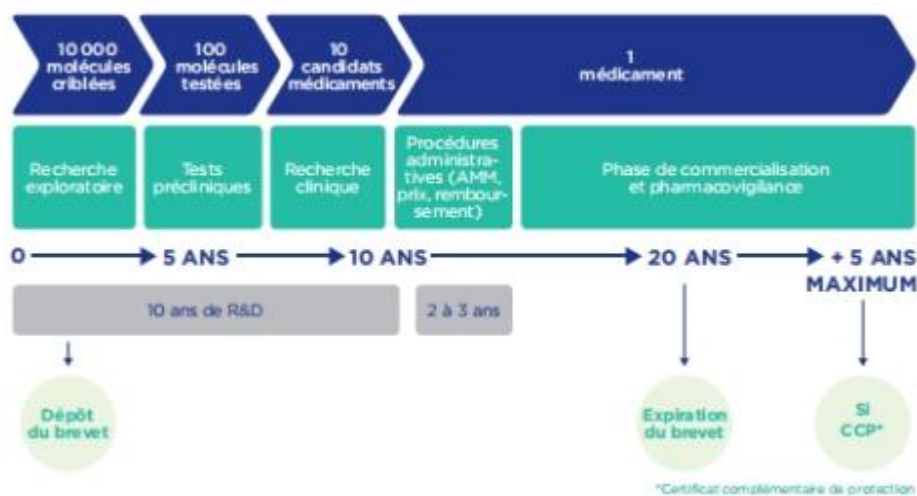 10 000
molécules
criblées
100
molécules
testées
10
candidats
médicaments
1
médicament
Recherche
exploratoire
Tests
précliniques
Recherche
clinique
Procédures
administra-
tives (AMM,
prix, rembour-
sement)
Phase de commercialisation
et pharmacovigilance
0
5 ANS
10 ANS
20 ANS
+ 5 ANS
MAXIMUM
10 ans de R&D
2 à 3 ans
Dépôt
du brevet
Expiration
du brevet
Si
CCP*
*Certificat complémentaire de protection